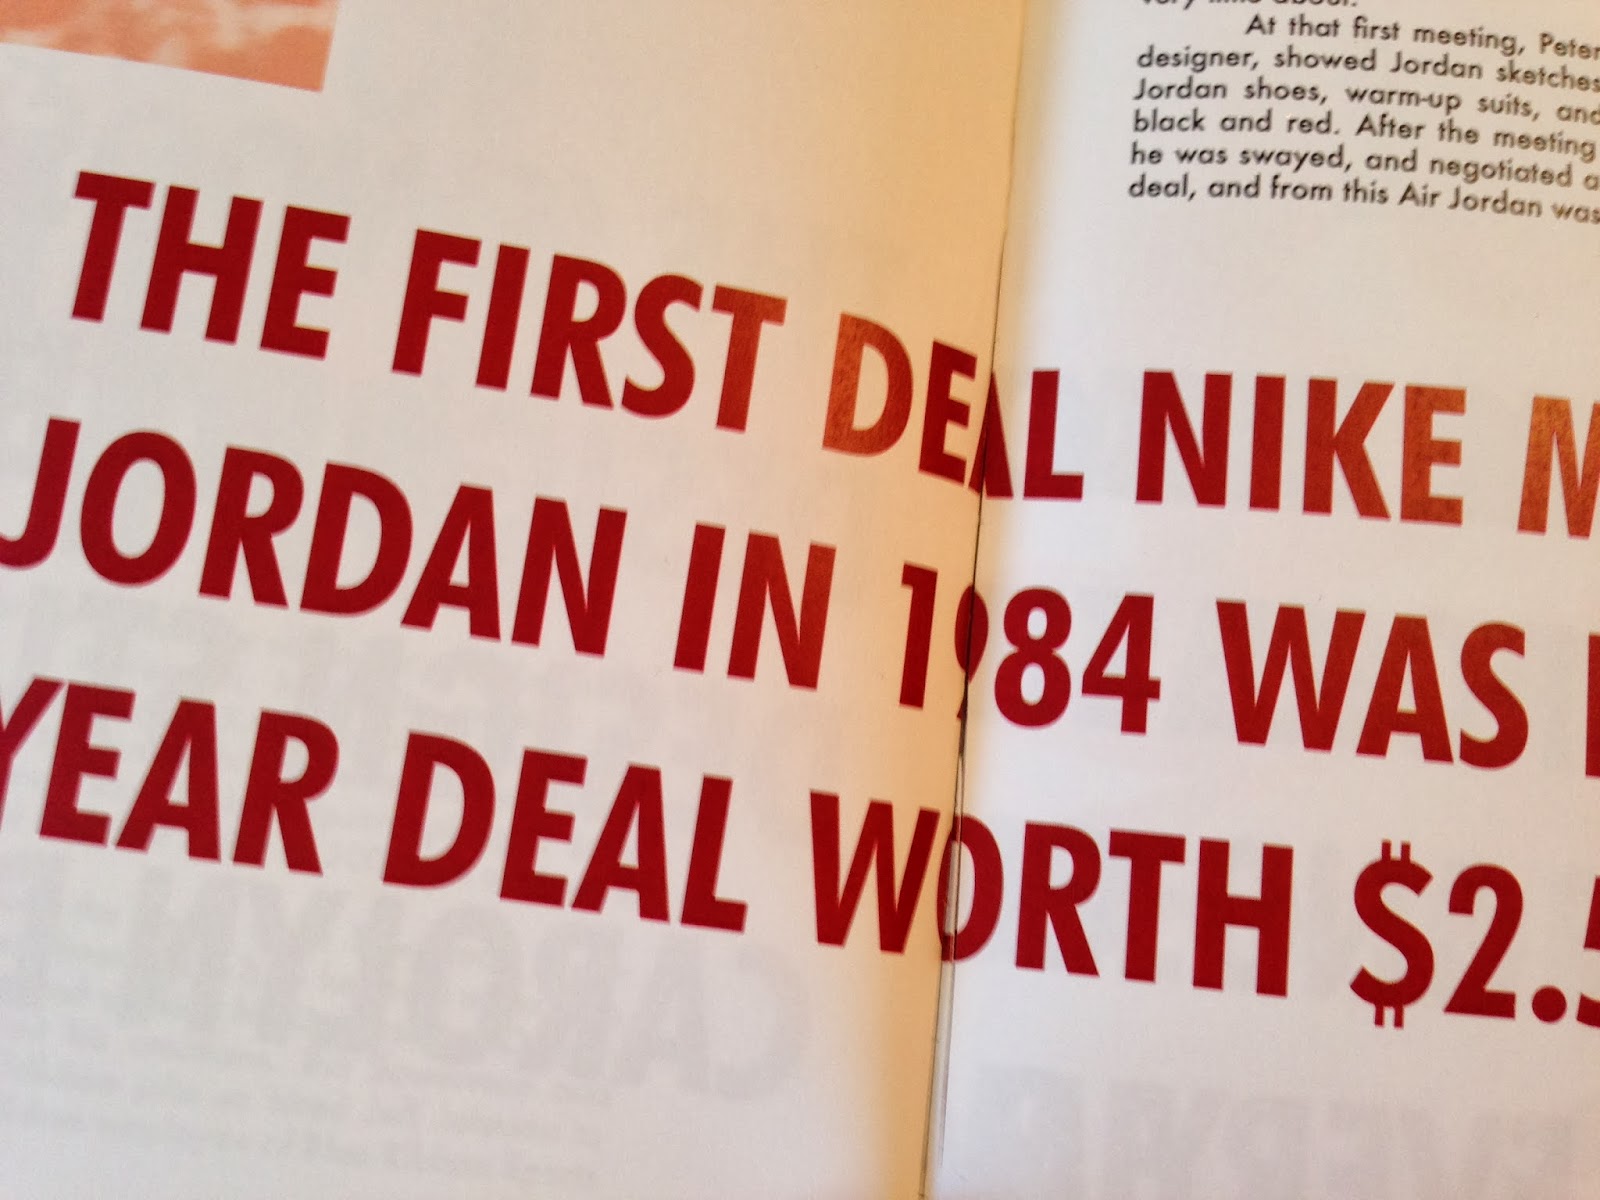 THE FIRST DEAL NIKE
JORDAN IN 1984 WAS
YEAR DEAL WORTH $2.5
At that first meeting, Peter
designer, showed Jordan sketches
Jordan shoes, warm-up suits, and
black and red. After the meeting
he was swayed, and negotiated a
deal, and from this Air Jordan was